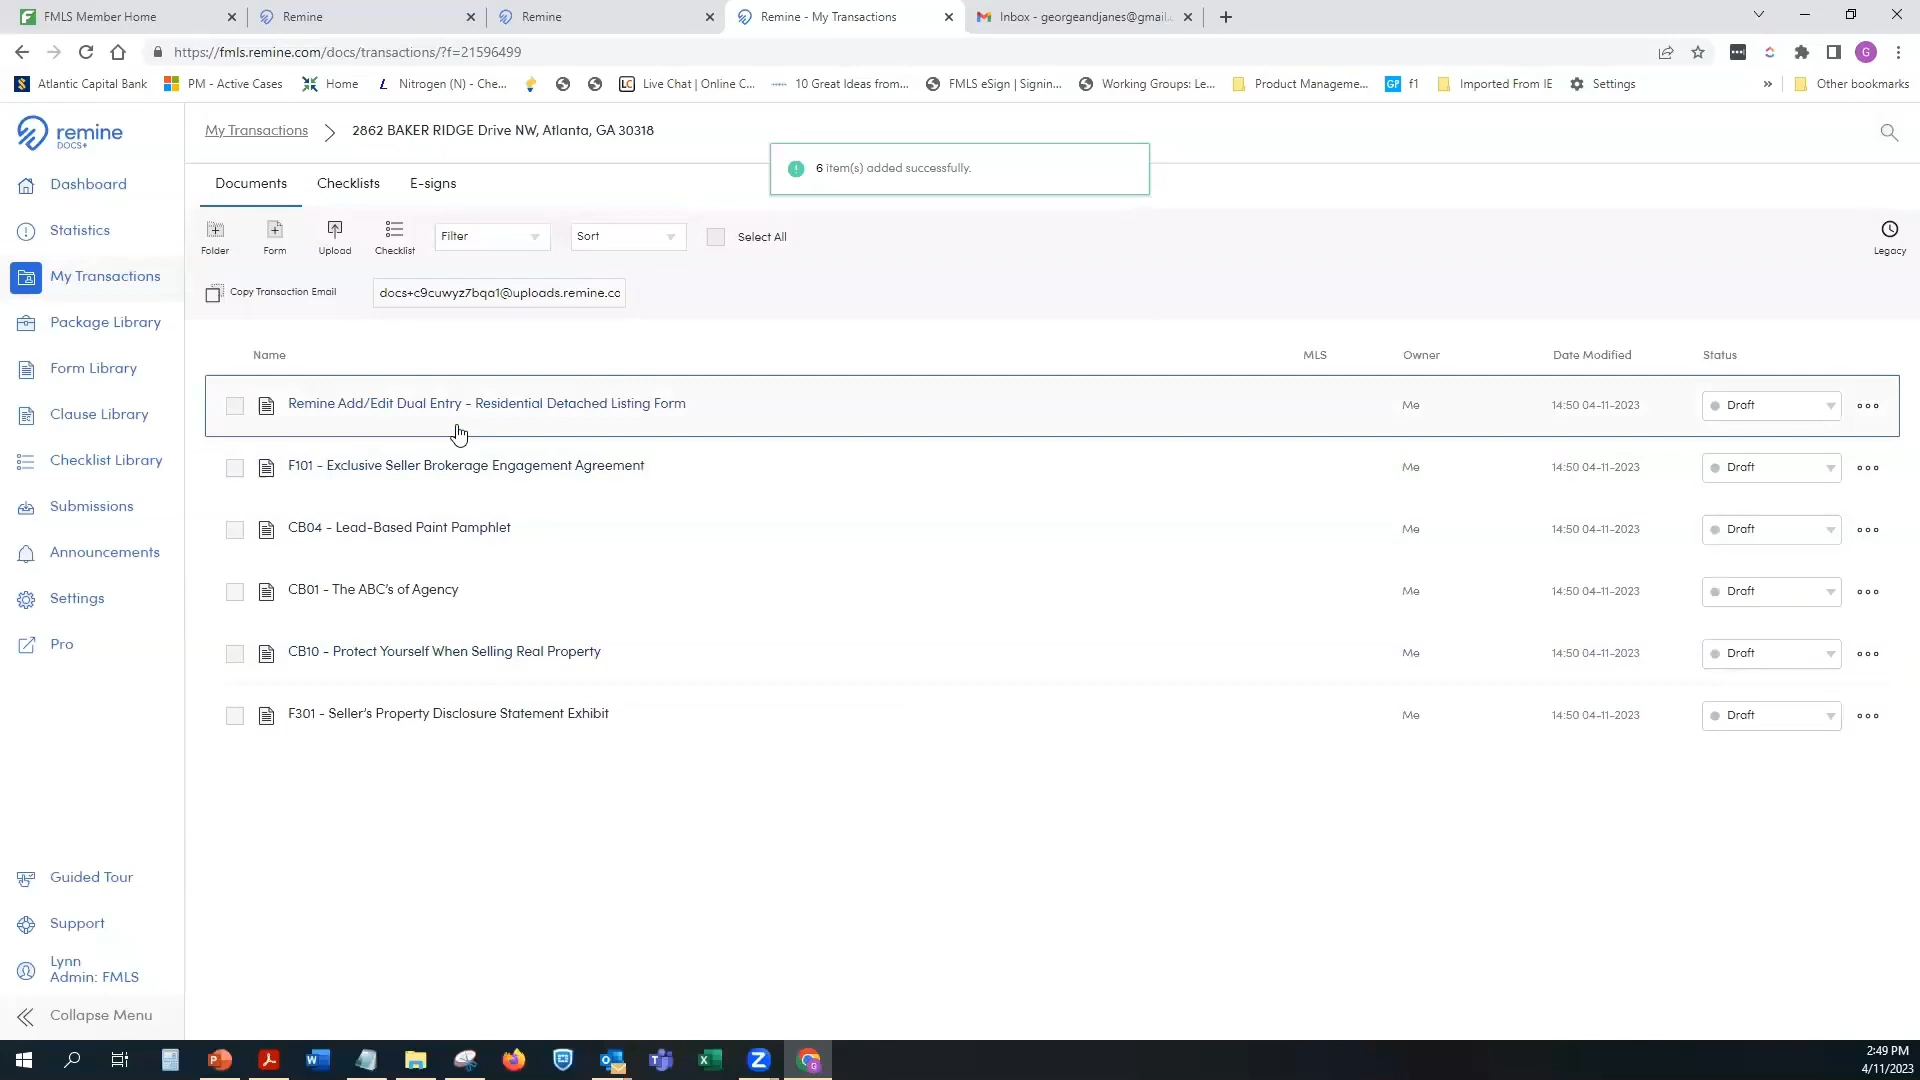 FMLS Member Home
Remine
Remine
Remine - My Transactions
Inbox - georgeandjanes@gmail.
https://fmls.remine.com/docs/transactions/?f=21596499
G
Atlantic Capital Bank
PM - Active Cases
Home
Nitrogen (N) - Che...
LC Live Chat | Online C...
10 Great Ideas from...
FMLS eSign | Signin...
Working Groups: Le...
Product Manageme...
GP f1
Imported From IE
Settings
»
Other bookmarks
remine
DOCS+
My Transactions
2862 BAKER RIDGE Drive NW, Atlanta, GA 30318
6 item(s) added successfully.
Dashboard
Statistics
My Transactions
Package Library
Form Library
Clause Library
Checklist Library
Submissions
Announcements
Settings
Pro
Guided Tour
Support
Lynn
Admin: FMLS
Collapse Menu
Documents
Checklists
E-signs
Folder
Form
Upload
Checklist
Filter
Sort
Select All
Legacy
Copy Transaction Email
docs+c9cuwyz7bqa1@uploads.remine.cc
Name MLS Owner Date Modified Status
Remine Add/Edit Dual Entry - Residential Detached Listing Form Me 14:50 04-11-2023 Draft
F101 - Exclusive Seller Brokerage Engagement Agreement Me 14:50 04-11-2023 Draft
CB04 - Lead-Based Paint Pamphlet Me 14:50 04-11-2023 Draft
CB01 - The ABC's of Agency Me 14:50 04-11-2023 Draft
CB10 - Protect Yourself When Selling Real Property Me 14:50 04-11-2023 Draft
F301 - Seller's Property Disclosure Statement Exhibit Me 14:50 04-11-2023 Draft
2:49 PM
4/11/2023